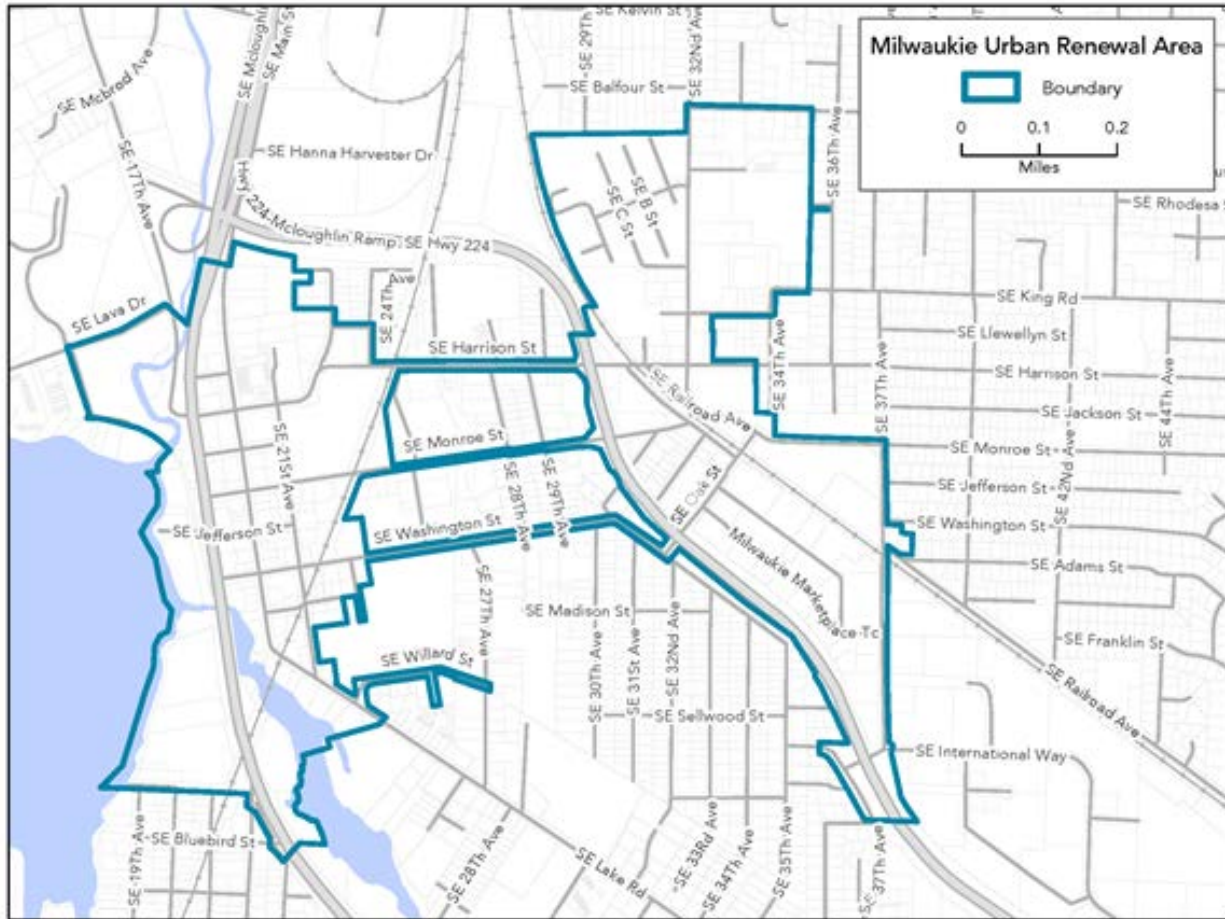 SE Kelvin St
SE Mcbrod Ave
SE Mcloughlin
SE Main St
SE 29Th
SE 32Nd Ave
Milwaukie Urban Renewal Area
Boundary
0 0.1 0.2
Miles
SE Balfour St
SE 17Th Ave
SE Hanna Harvester Dr
SE 36Th Ave
SE B St
SE C St
SE Rhodesa
Hwy 224-Mcloughlin Ramp
SE Hwy 224
SE 24Th Ave
SE King Rd
SE Lava Dr
SE Llewellyn St
SE Harrison St
SE 34Th Ave
SE 37Th Ave
SE Harrison St
SE Railroad Ave
SE 44Th Ave
SE Jackson St
SE 21St Ave
SE Monroe St
SE Monroe St
SE 42Nd Ave
SE 28Th Ave
SE 29Th Ave
SE Oak St
SE Jefferson St
SE Jefferson St
SE Washington St
SE Washington St
SE Adams St
Milwaukie Marketplace Tc
SE 27Th Ave
SE Madison St
SE Franklin St
SE Willard St
SE 30Th Ave
SE 31St Ave
SE 32Nd Ave
SE Railroad Ave
SE Sellwood St
SE International Way
SE 19Th Ave
SE Bluebird St
SE 28Th Ave
SE Lake Rd
SE 33Rd Ave
SE 34Th Ave
SE 35Th Ave
SE 37Th Ave